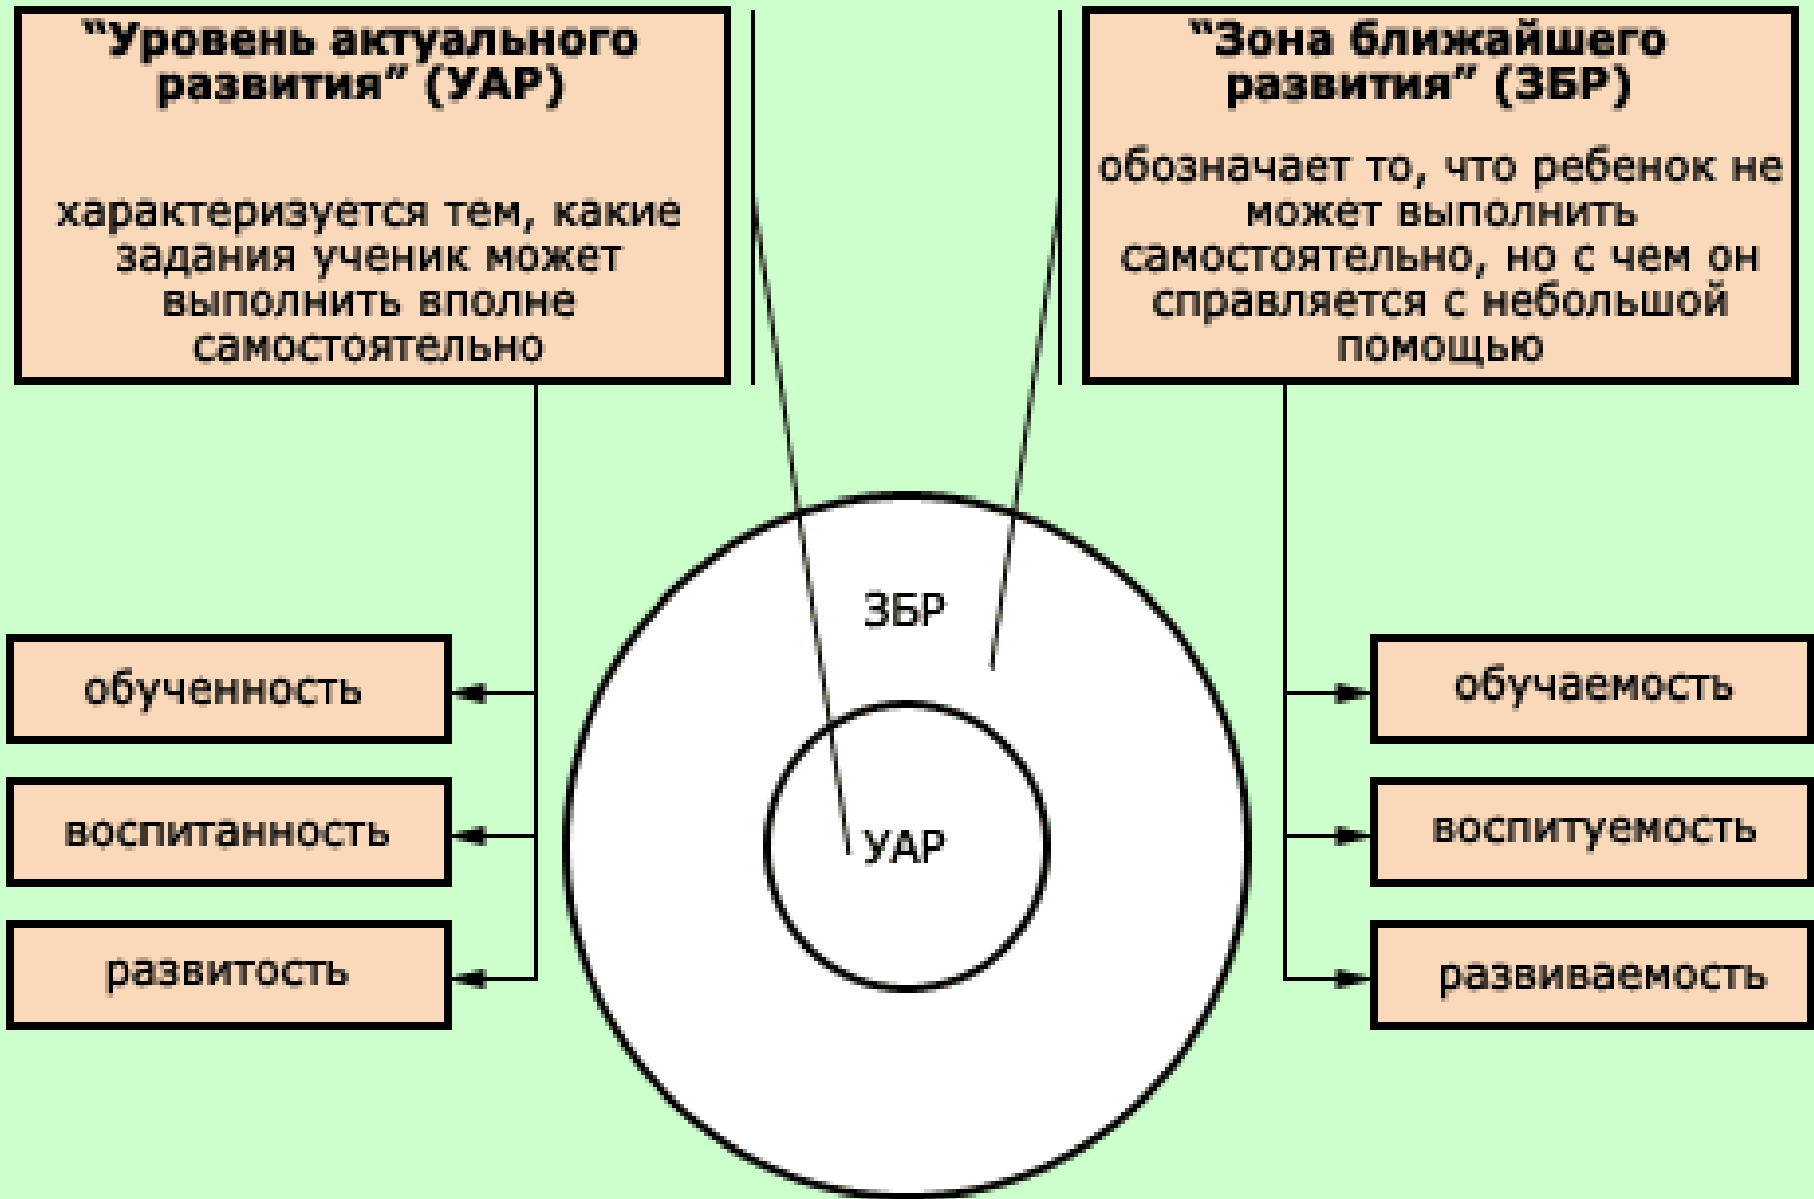 “Уровень актуального
развития” (УАР)
характеризуется тем, какие
задания ученик может
выполнить вполне
самостоятельно
“Зона ближайшего
развития” (ЗБР)
обозначает то, что ребенок не
может выполнить
самостоятельно, но с чем он
справляется с небольшой
помощью
ЗБР
УАР
обученность
воспитанность
развитость
обучаемость
воспитуемость
развиваемость